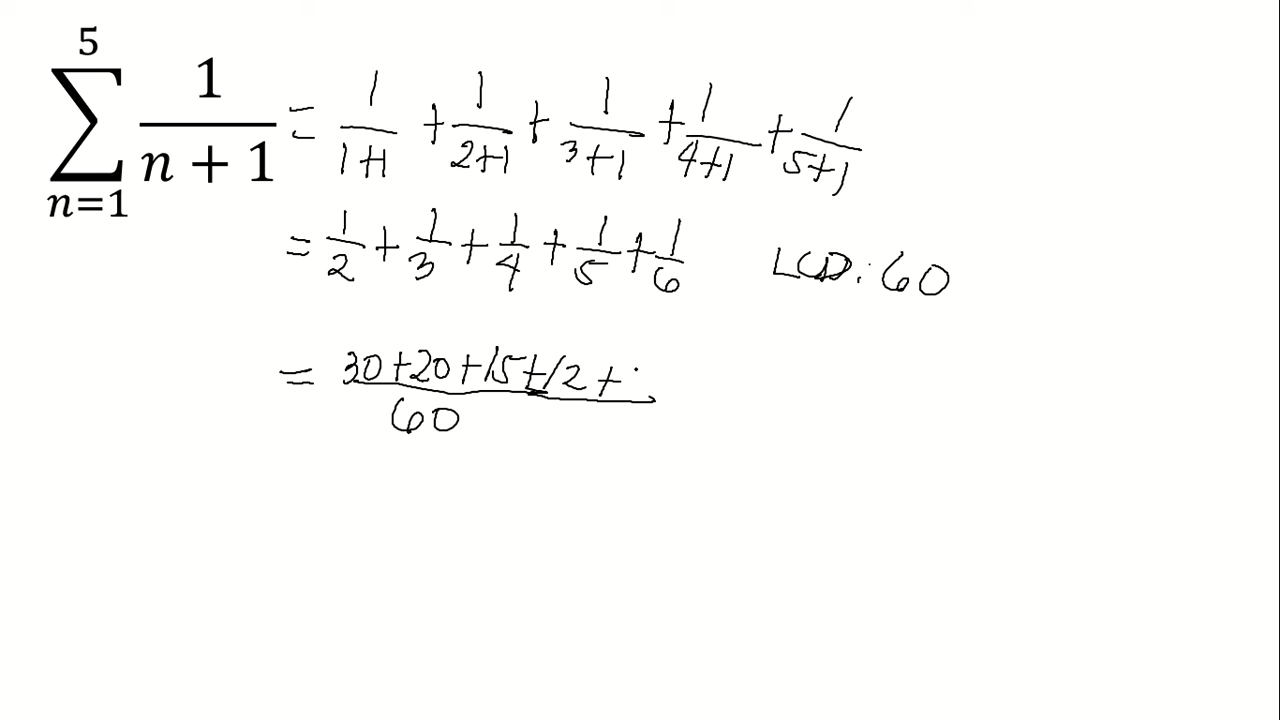 ∑_{n=1}^{5} 1/(n + 1) = 1/(1+1) + 1/(2+1) + 1/(3+1) + 1/(4+1) + 1/(5+1)
= 1/2 + 1/3 + 1/4 + 1/5 + 1/6 LCD: 60
= (30+20+15+12+)/60